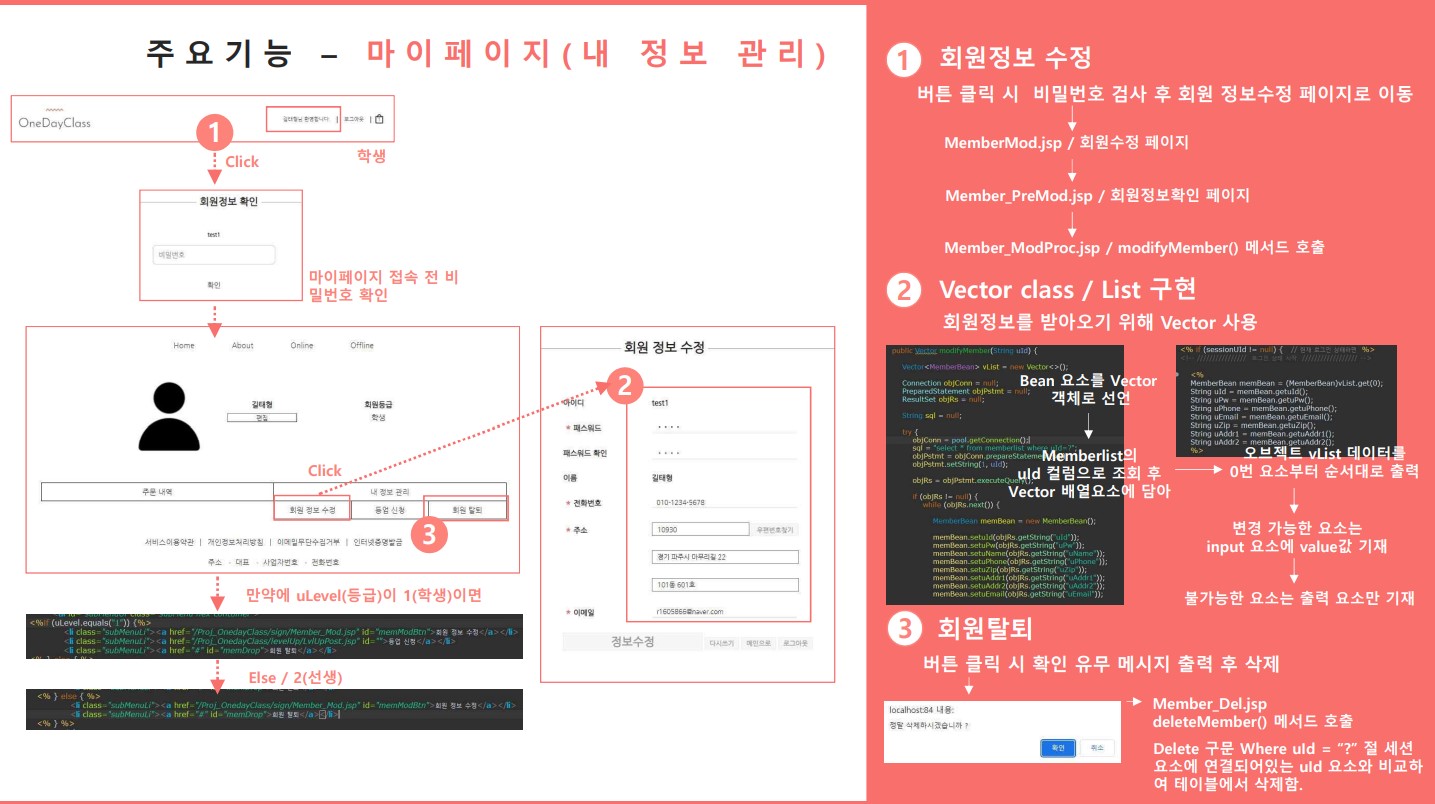 주요기능 – 마이페이지(내 정보 관리)
OneDayClass
길태형님 환영합니다. | 로그아웃 |
1
Click
학생
회원정보 확인
test1
비밀번호
확인
마이페이지 접속 전 비
밀번호 확인
Home About Online Offline
길태형 회원등급
편집 학생
Click
주문 내역 내 정보 관리
회원 정보 수정 등업 신청 회원 탈퇴
3
서비스이용약관 | 개인정보처리방침 | 이메일무단수집거부 | 인터넷증명발급
주소 · 대표 · 사업자번호 · 전화번호
만약에 uLevel(등급)이 1(학생)이면
<%if (uLevel.equals("1")) {%>
<li class="subMenuLi"><a href="/Proj_OnedayClass/sign/Member_Mod.jsp" id="memModBtn">회원 정보 수정</a></li>
<li class="subMenuLi"><a href="/Proj_OnedayClass/levelUp/LvlUpPost.jsp" id="">등업 신청</a></li>
<li class="subMenuLi"><a href="#" id="memDrop">회원 탈퇴</a></li>
<% } else { %>
Else / 2(선생)
<% } else { %>
<li class="subMenuLi"><a href="/Proj_OnedayClass/sign/Member_Mod.jsp" id="memModBtn">회원 정보 수정</a></li>
<li class="subMenuLi"><a href="#" id="memDrop">회원 탈퇴</a></li>
<% } %>
회원 정보 수정
2
아이디 test1
* 패스워드 ····
패스워드 확인 ····
이름 길태형
* 전화번호 010-1234-5678
* 주소 10930 우편번호찾기
경기 파주시 마무리길 22
101동 601호
* 이메일 r1605866@naver.com
정보수정 다시쓰기 메인으로 로그아웃
1 회원정보 수정
버튼 클릭 시 비밀번호 검사 후 회원 정보수정 페이지로 이동
MemberMod.jsp / 회원수정 페이지
Member_PreMod.jsp / 회원정보확인 페이지
Member_ModProc.jsp / modifyMember() 메서드 호출
2 Vector class / List 구현
회원정보를 받아오기 위해 Vector 사용
public Vector modifyMember(String uId) {
Vector<MemberBean> vList = new Vector<>();
Connection objConn = null;
PreparedStatement objPstmt = null;
ResultSet objRs = null;
String sql = null;
try {
objConn = pool.getConnection();
sql = "select * from memberlist where uId=?";
objPstmt = objConn.prepareStatement
objPstmt.setString(1, uId);
objRs = objPstmt.executeQuery();
if (objRs != null) {
while (objRs.next()) {
MemberBean memBean = new MemberBean();
memBean.setuId(objRs.getString("uId"));
memBean.setuPw(objRs.getString("uPw"));
memBean.setuName(objRs.getString("uName"));
memBean.setuPhone(objRs.getString("uPhone"));
memBean.setuZip(objRs.getString("uZip"));
memBean.setuAddr1(objRs.getString("uAddr1"));
memBean.setuAddr2(objRs.getString("uAddr2"));
memBean.setuEmail(objRs.getString("uEmail"));
Bean 요소를 Vector
객체로 선언
Memberlist의
uId 컬럼으로 조회 후
Vector 배열요소에 담아
<% if (sessionUId != null) { // 현재 로그인 상태라면 %>
<%
MemberBean memBean = (MemberBean)vList.get(0);
String uId = memBean.getuId();
String uPw = memBean.getuPw();
String uPhone = memBean.getuPhone();
String uEmail = memBean.getuEmail();
String uZip = memBean.getuZip();
String uAddr1 = memBean.getuAddr1();
String uAddr2 = memBean.getuAddr2();
%>
오브젝트 vList 데이터를
0번 요소부터 순서대로 출력
변경 가능한 요소는
input 요소에 value값 기재
불가능한 요소는 출력 요소만 기재
3 회원탈퇴
버튼 클릭 시 확인 유무 메시지 출력 후 삭제
localhost:84 내용:
정말 삭제하시겠습니까 ?
확인 취소
Member_Del.jsp
deleteMember() 메서드 호출
Delete 구문 Where uId = “?” 절 세션
요소에 연결되어있는 uId 요소와 비교하
여 테이블에서 삭제함.